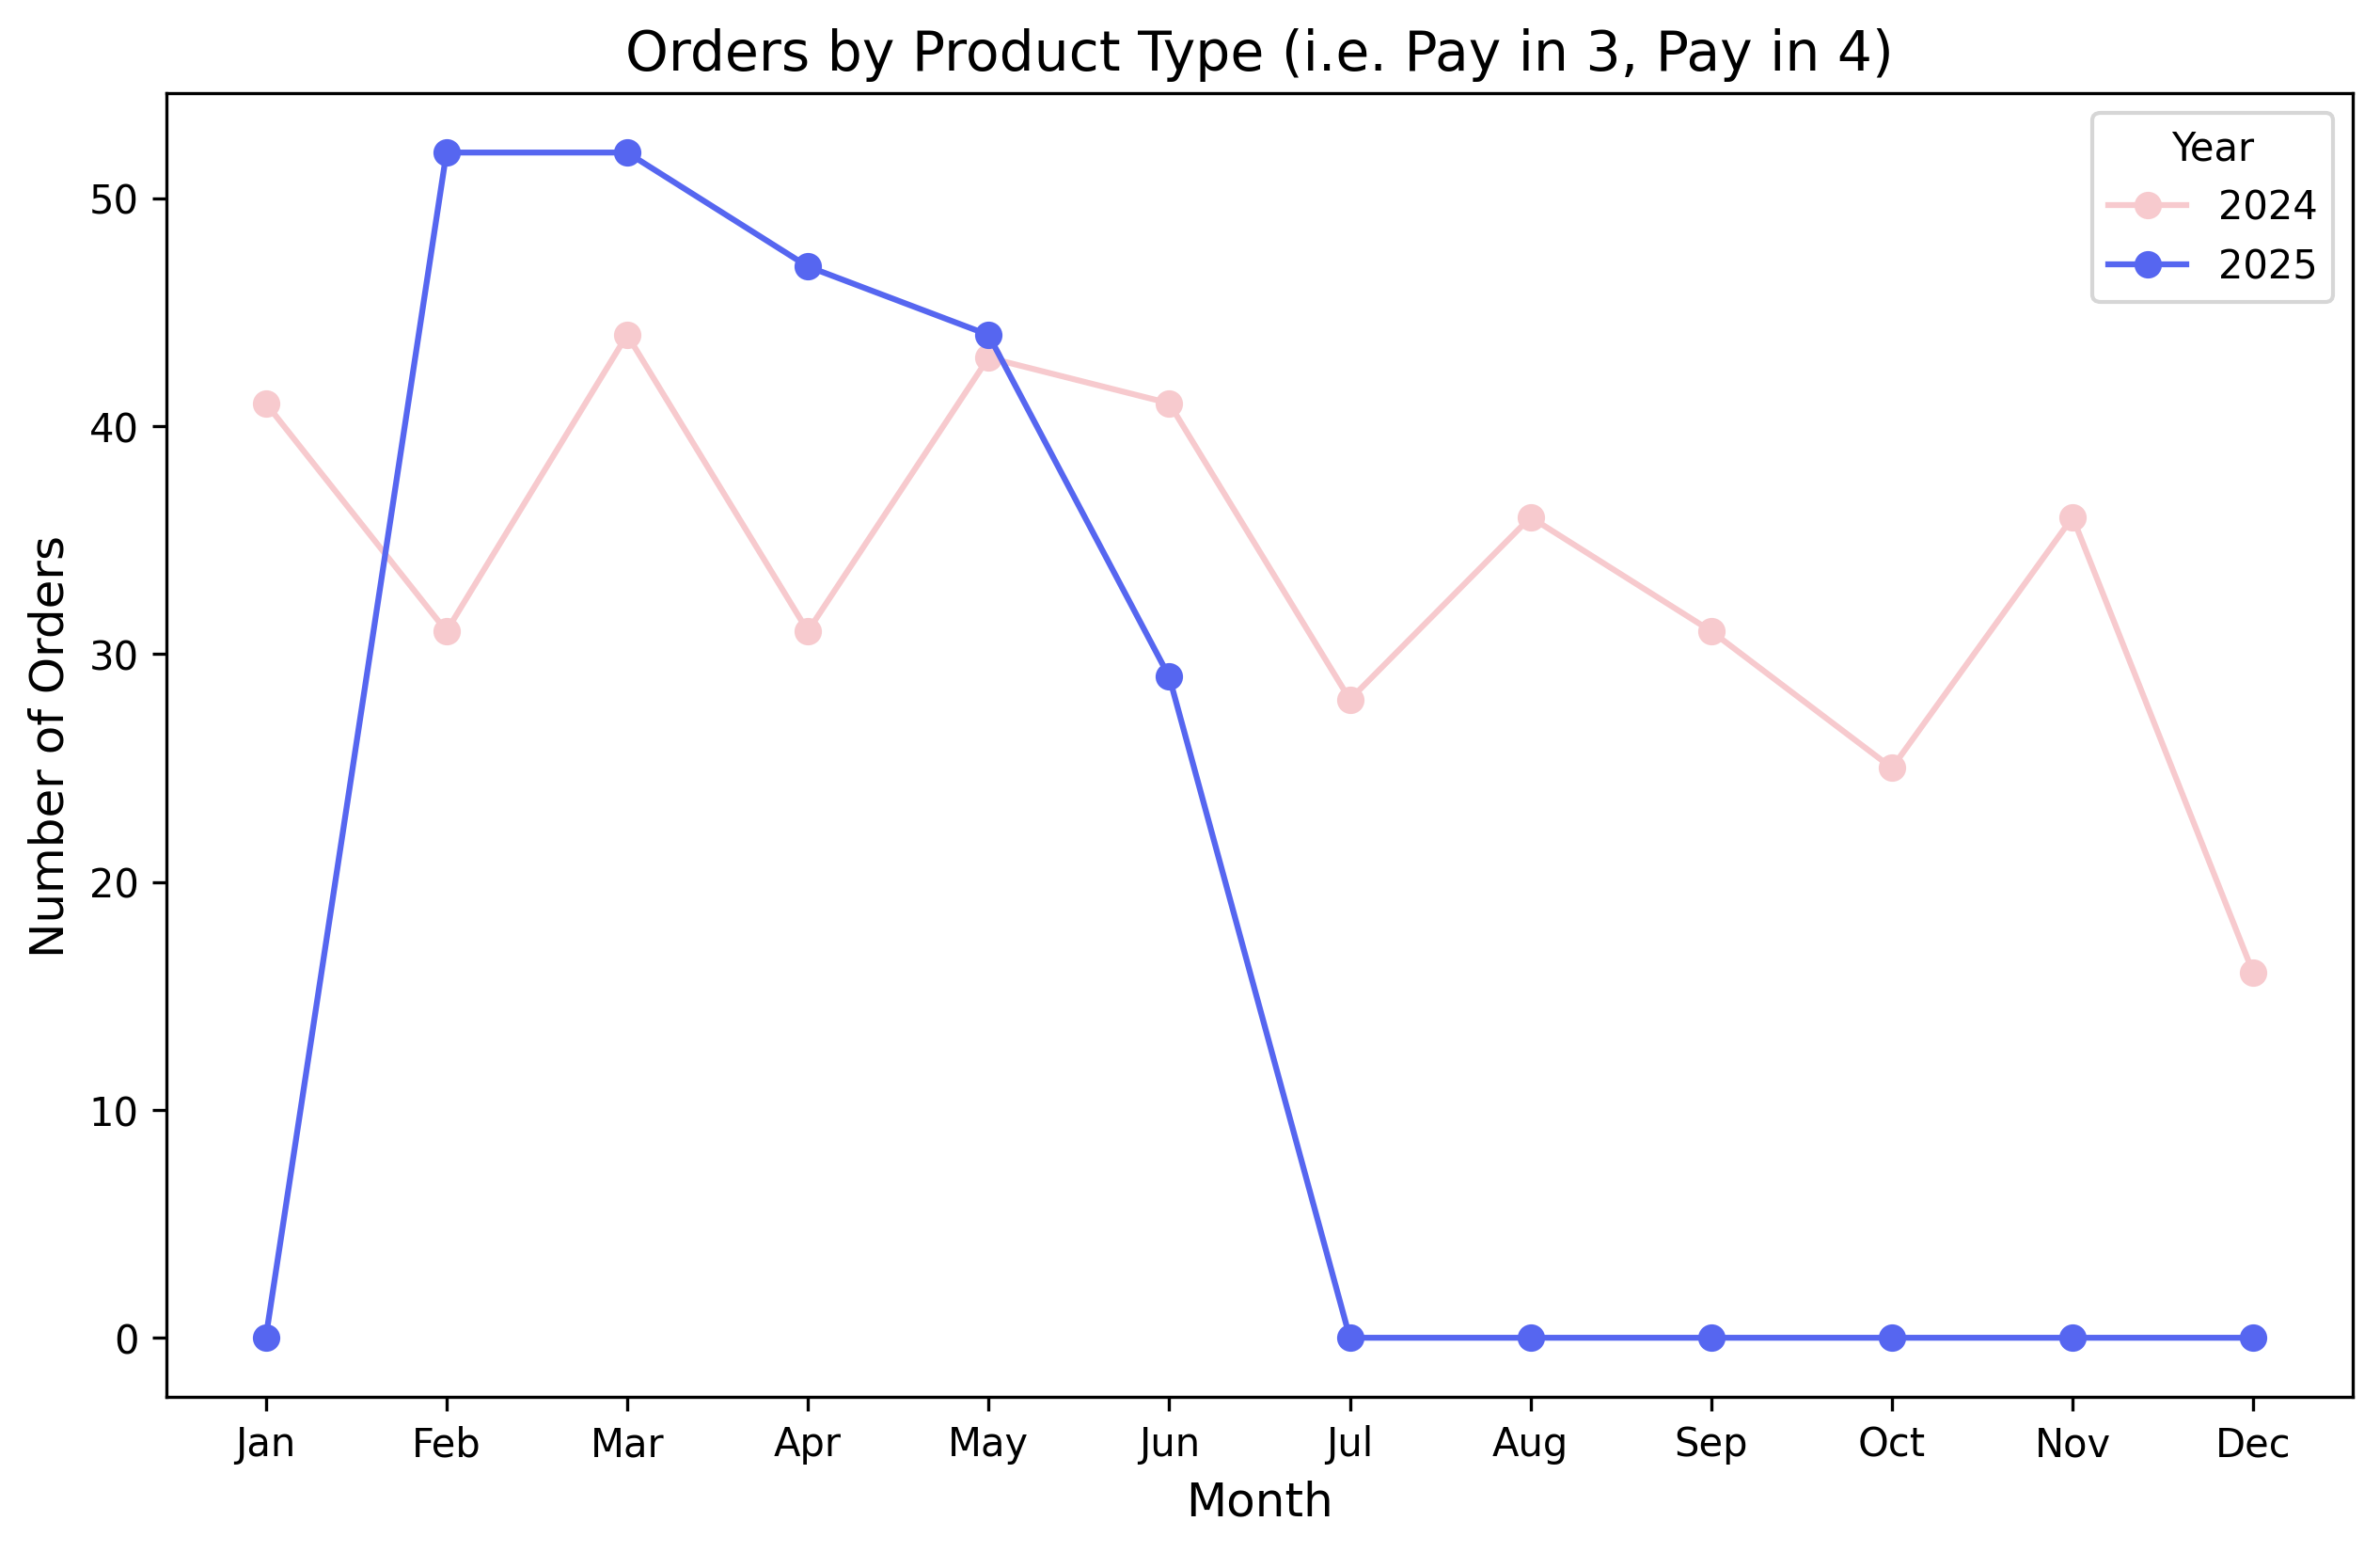 Orders by Product Type (i.e. Pay in 3, Pay in 4)
Year
2024
2025
Number of Orders
50
40
30
20
10
0
Jan Feb Mar Apr May Jun Jul Aug Sep Oct Nov Dec
Month